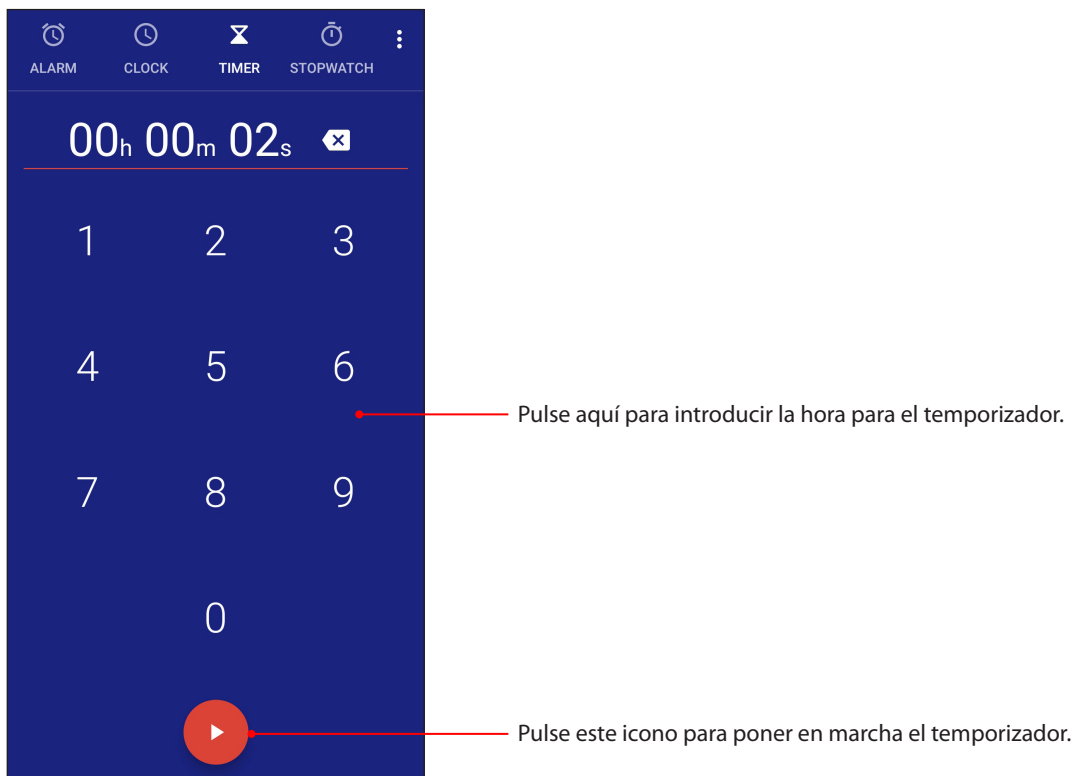 ALARM CLOCK TIMER STOPWATCH
00h 00m 02s
1 2 3
4 5 6
Pulse aquí para introducir la hora para el temporizador.
7 8 9
0
Pulse este icono para poner en marcha el temporizador.